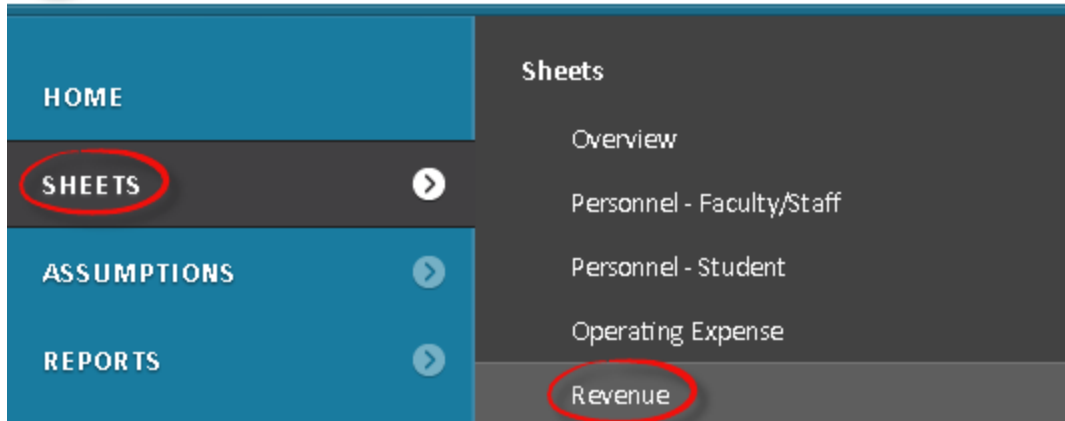 HOME
SHEETS
ASSUMPTIONS
REPORTS
Sheets
Overview
Personnel - Faculty/Staff
Personnel - Student
Operating Expense
Revenue